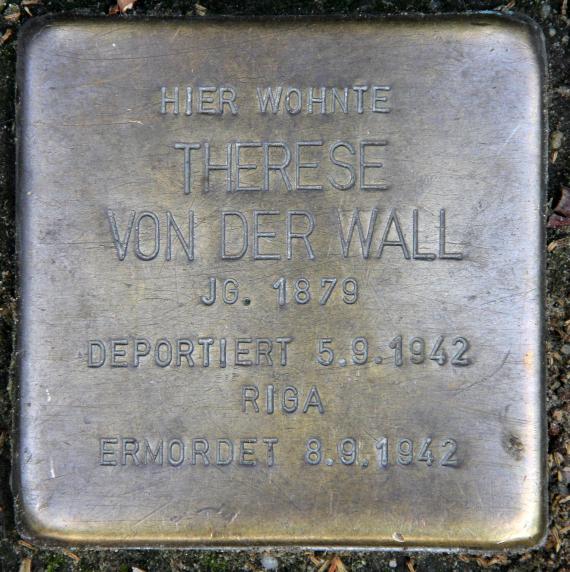 HIER WOHNTE
THERESE
VON DER WALL
JG. 1879
DEPORTIERT 5.9.1942
RIGA
ERMORDET 8.9.1942